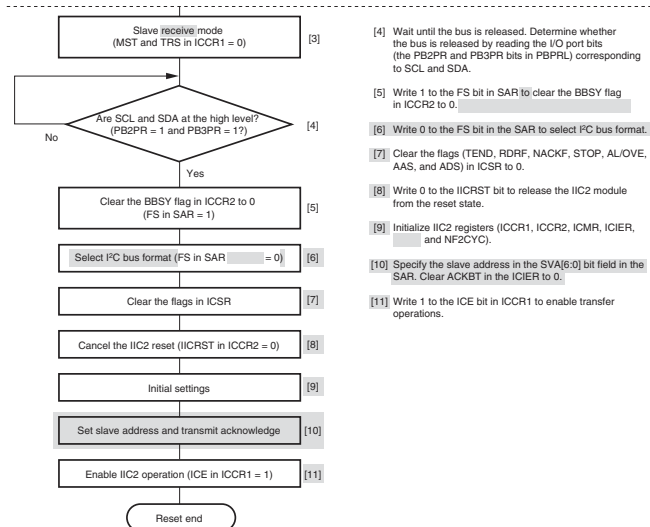 Slave receive mode
(MST and TRS in ICCR1 = 0)
[3]
Are SCL and SDA at the high level?
(PB2PR = 1 and PB3PR = 1?)
[4]
No
Yes
Clear the BBSY flag in ICCR2 to 0
(FS in SAR = 1)
[5]
Select I²C bus format (FS in SAR = 0)
[6]
Clear the flags in ICSR
[7]
Cancel the IIC2 reset (IICRST in ICCR2 = 0)
[8]
Initial settings
[9]
Set slave address and transmit acknowledge
[10]
Enable IIC2 operation (ICE in ICCR1 = 1)
[11]
Reset end
[4] Wait until the bus is released. Determine whether
the bus is released by reading the I/O port bits
(the PB2PR and PB3PR bits in PBPRL) corresponding
to SCL and SDA.
[5] Write 1 to the FS bit in SAR to clear the BBSY flag
in ICCR2 to 0.
[6] Write 0 to the FS bit in the SAR to select I²C bus format.
[7] Clear the flags (TEND, RDRF, NACKF, STOP, AL/OVE,
AAS, and ADS) in ICSR to 0.
[8] Write 0 to the IICRST bit to release the IIC2 module
from the reset state.
[9] Initialize IIC2 registers (ICCR1, ICCR2, ICMR, ICIER,
and NF2CYC).
[10] Specify the slave address in the SVA[6:0] bit field in the
SAR. Clear ACKBT in the ICIER to 0.
[11] Write 1 to the ICE bit in ICCR1 to enable transfer
operations.